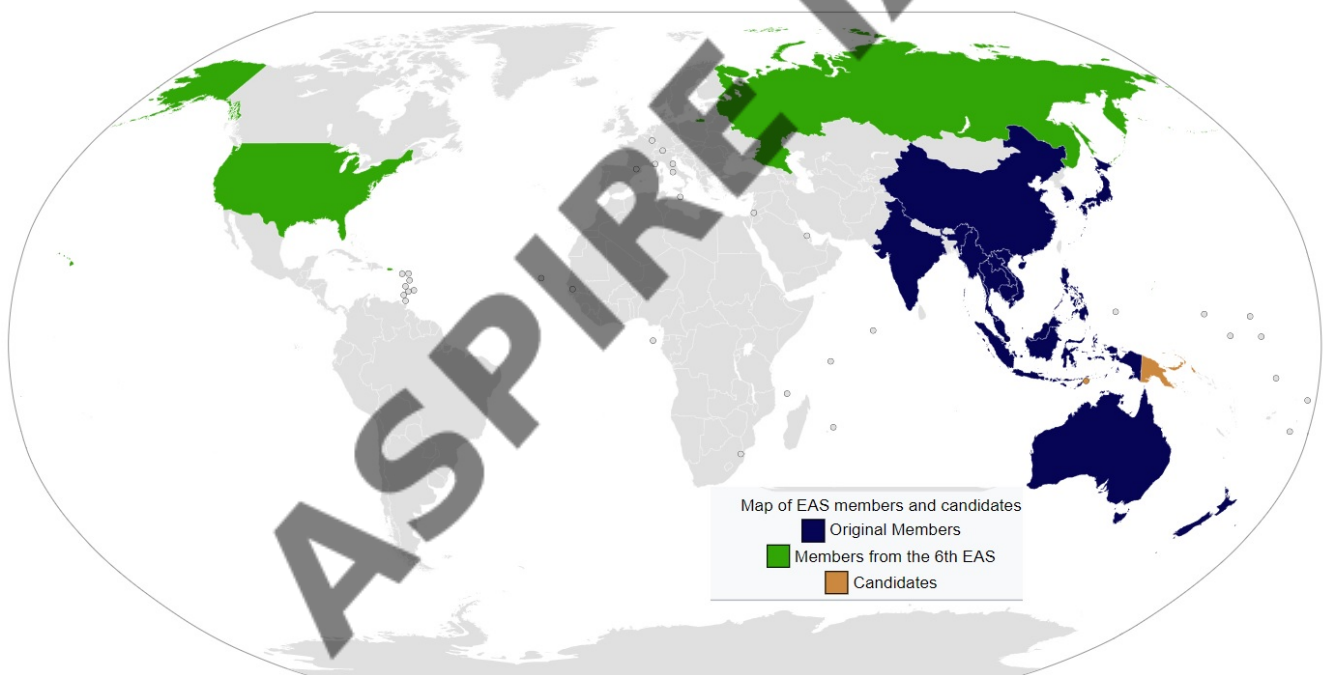 Map of EAS members and candidates
Original Members
Members from the 6th EAS
Candidates
ASPIRE